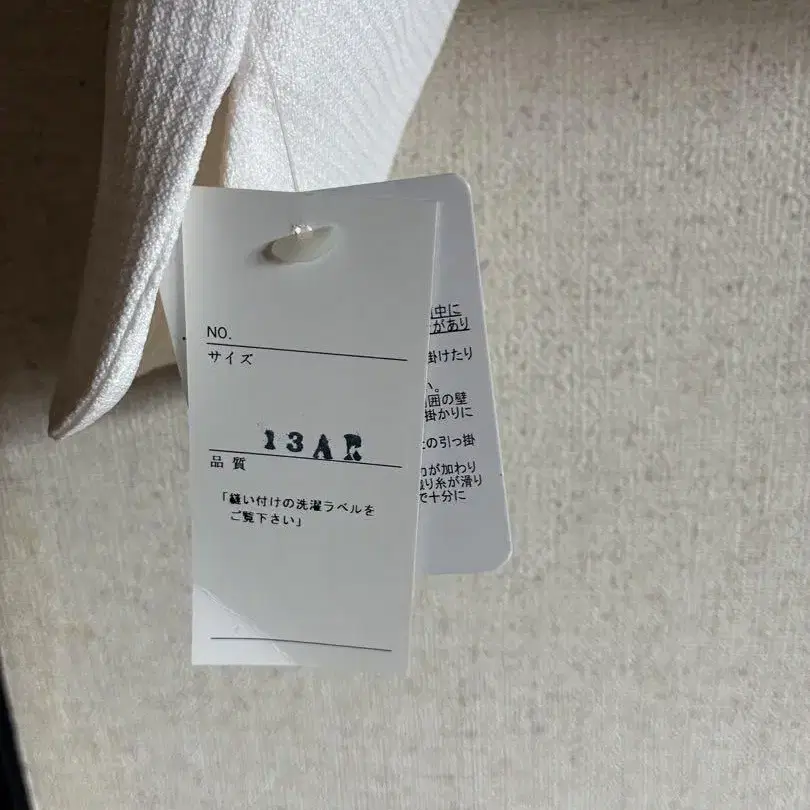 NO.
サイズ
13AR
品質
「縫い付けの洗濯ラベルを
ご覧下さい」
中に
があり
掛けたり
い。
囲の壁
掛かりに
の引っ掛
が加わり
り糸が滑り
で十分に